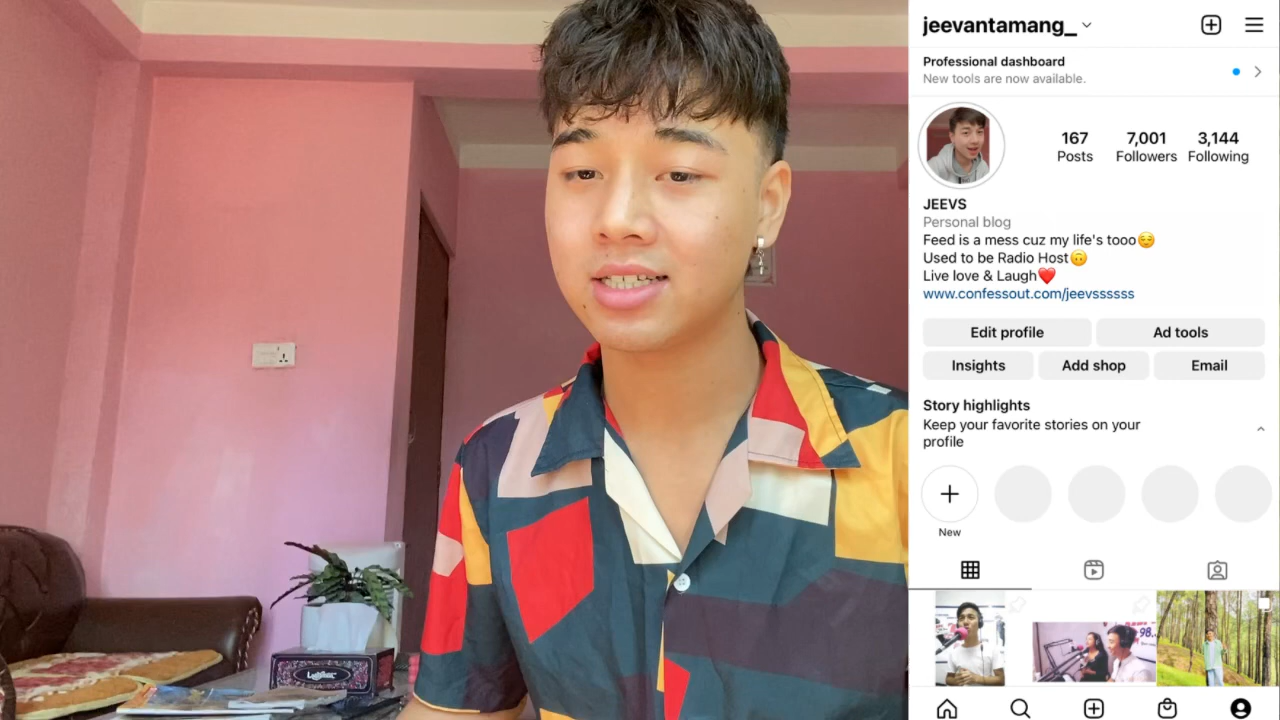 jeevantamang_
Professional dashboard
New tools are now available.
167 7,001 3,144
Posts Followers Following
JEEVS
Personal blog
Feed is a mess cuz my life's tooo😌
Used to be Radio Host🙃
Live love & Laugh❤️
www.confessout.com/jeevssssss
Edit profile Ad tools
Insights Add shop Email
Story highlights
Keep your favorite stories on your
profile
New
98.